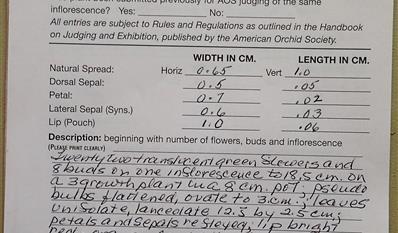 inflorescence? Yes: No:
All entries are subject to Rules and Regulations as outlined in the Handbook
on Judging and Exhibition, published by the American Orchid Society.
WIDTH IN CM. LENGTH IN CM.
Natural Spread: Horiz 0.65 Vert 1.0
Dorsal Sepal: 0.5 .05
Petal: 0.7 .02
Lateral Sepal (Syns.) 0.6 .03
Lip (Pouch) 1.0 .06
Description: beginning with number of flowers, buds and inflorescence
(PLEASE PRINT CLEARLY)
Twenty two translucent green flowers and
8 buds on one inflorescence to 18.5 cm. on
a 3 growth plant in a 8 cm. pot; pseudo
bulbs flattened, ovate to 3 cm.; leaves
lanceolate 12.3 by 2.5 cm;
petals and sepals lip bright